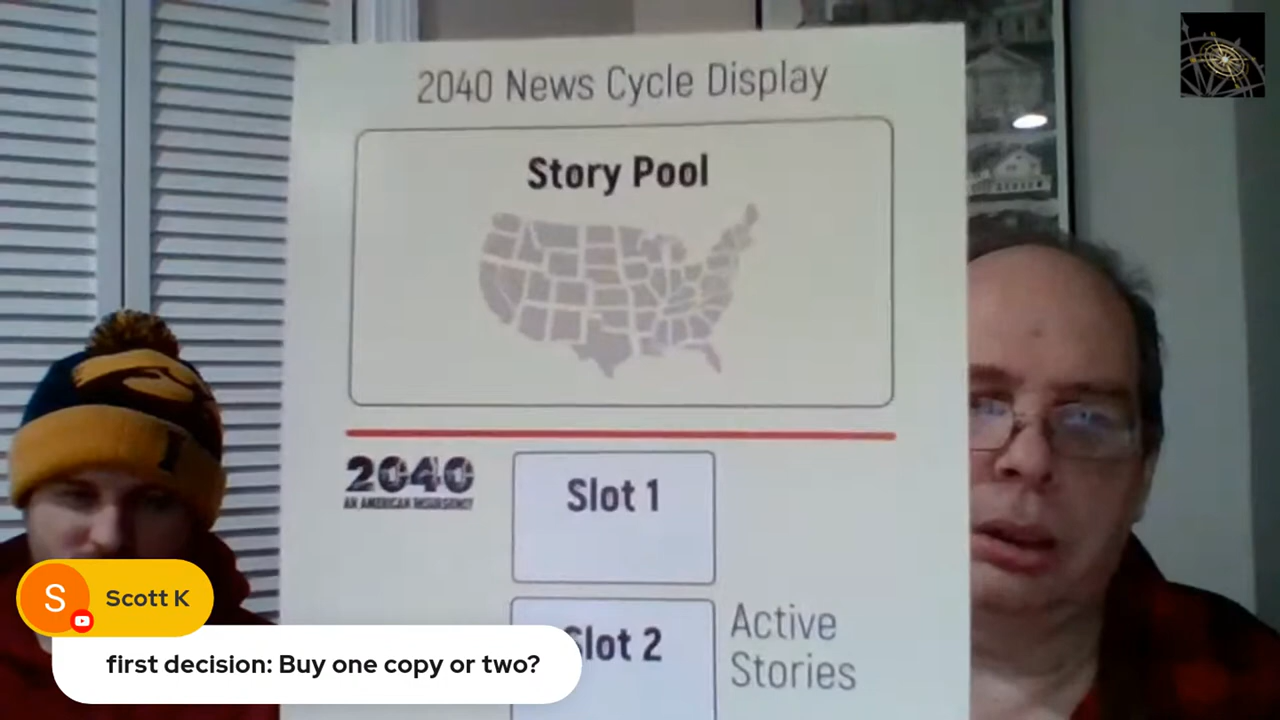 2040 News Cycle Display
Story Pool
2040
AN AMERICAN INSURGENCY
Slot 1
Slot 2
Active
Stories
S
Scott K
first decision: Buy one copy or two?